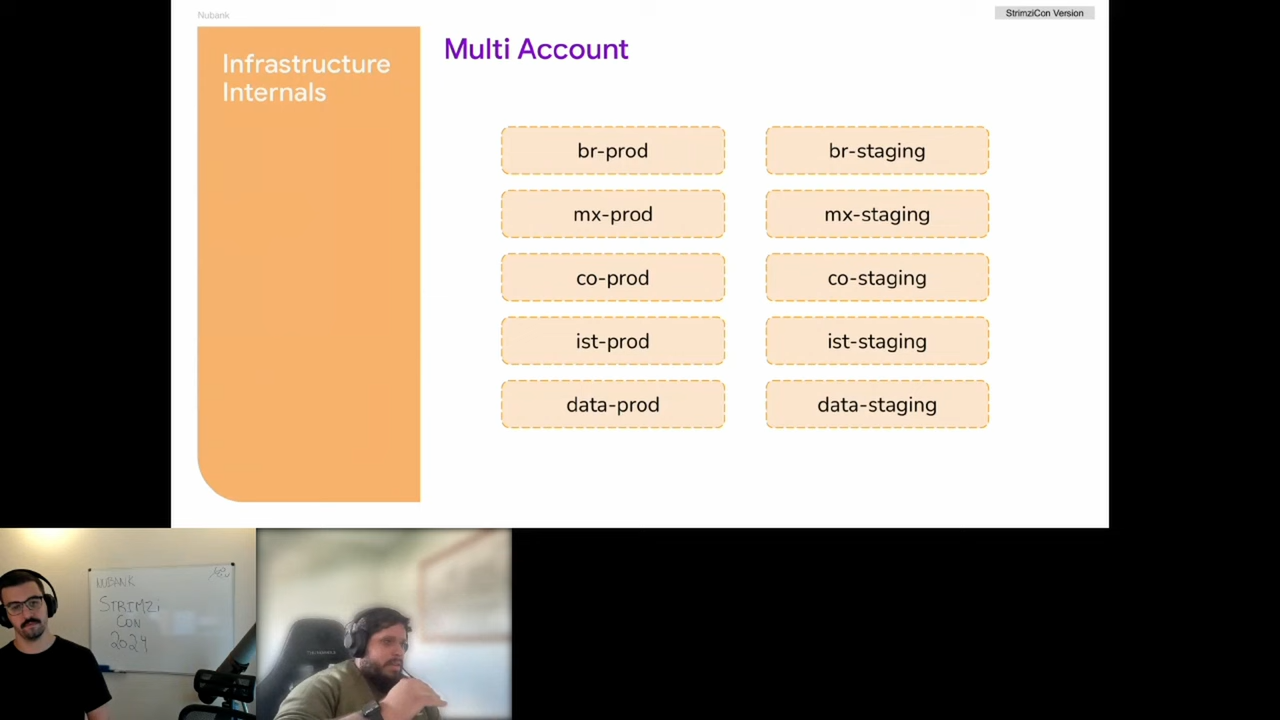 Nubank
StrimziCon Version
Infrastructure
Internals
Multi Account
br-prod
br-staging
mx-prod
mx-staging
co-prod
co-staging
ist-prod
ist-staging
data-prod
data-staging
NUBANK
STRIMZI
CON
2024